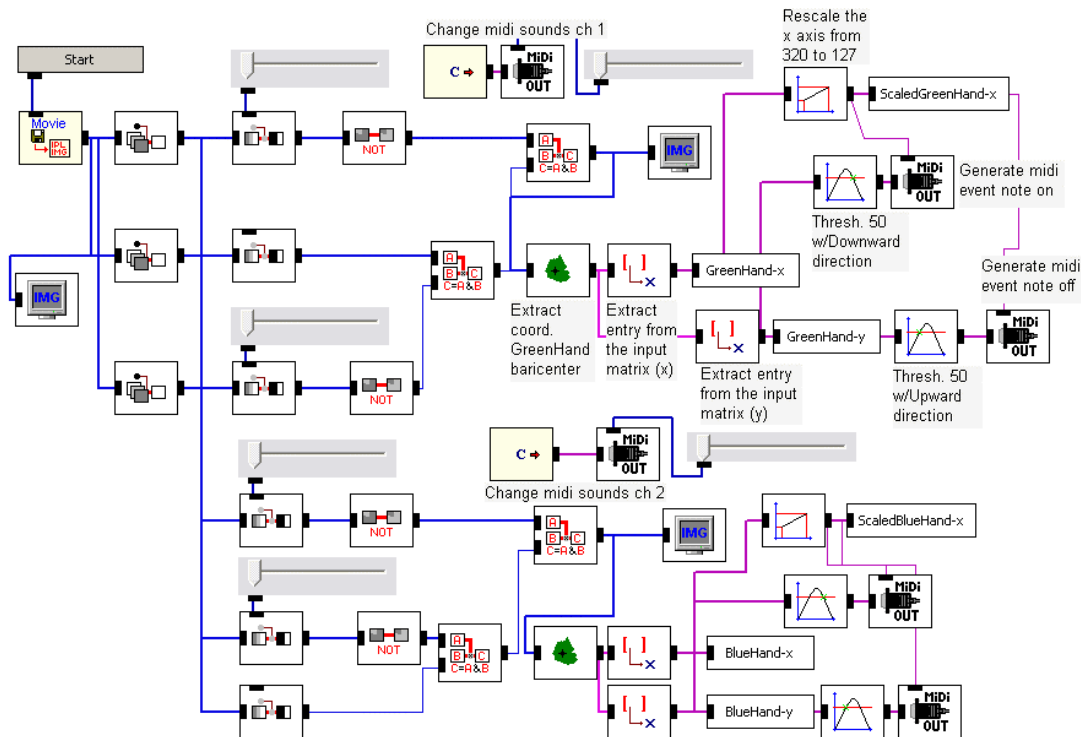 Start
Movie
IPL
IMG
Change midi sounds ch 1
C
MiDi
OUT
Rescale the
x axis from
320 to 127
ScaledGreenHand-x
NOT
A
B C
C=A&B
IMG
MiDi
OUT
Generate midi
event note on
Thresh. 50
w/Downward
direction
IMG
A
B C
C=A&B
[ ]
x
GreenHand-x
Generate midi
event note off
Extract
coord.
GreenHand
baricenter
Extract
entry from
the input
matrix (x)
[ ]
x
GreenHand-y
MiDi
OUT
Extract entry
from the input
matrix (y)
Thresh. 50
w/Upward
direction
NOT
C
MiDi
OUT
Change midi sounds ch 2
NOT
A
B C
C=A&B
IMG
ScaledBlueHand-x
MiDi
OUT
NOT
A
B C
C=A&B
[ ]
x
BlueHand-x
[ ]
x
BlueHand-y
MiDi
OUT